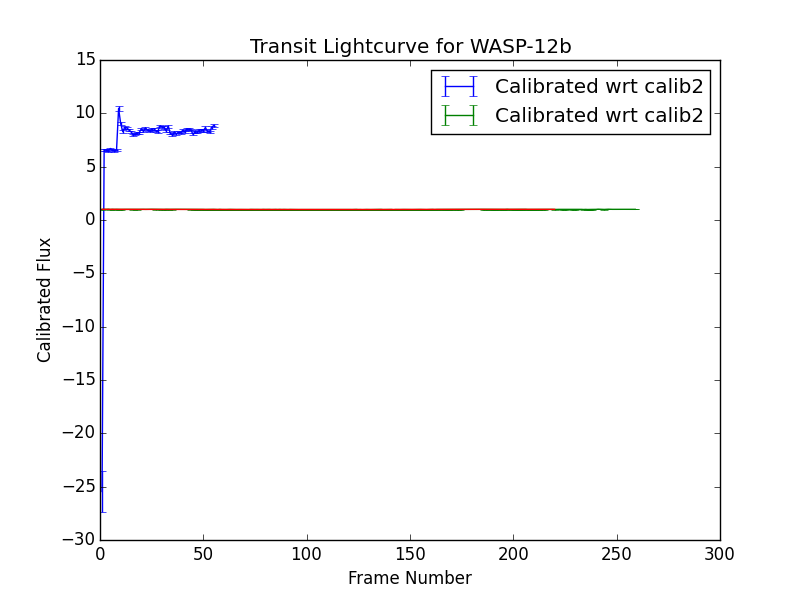 Transit Lightcurve for WASP-12b
Calibrated wrt calib2
Calibrated wrt calib2
15
10
5
0
−5
−10
−15
−20
−25
−30
Calibrated Flux
0 50 100 150 200 250 300
Frame Number